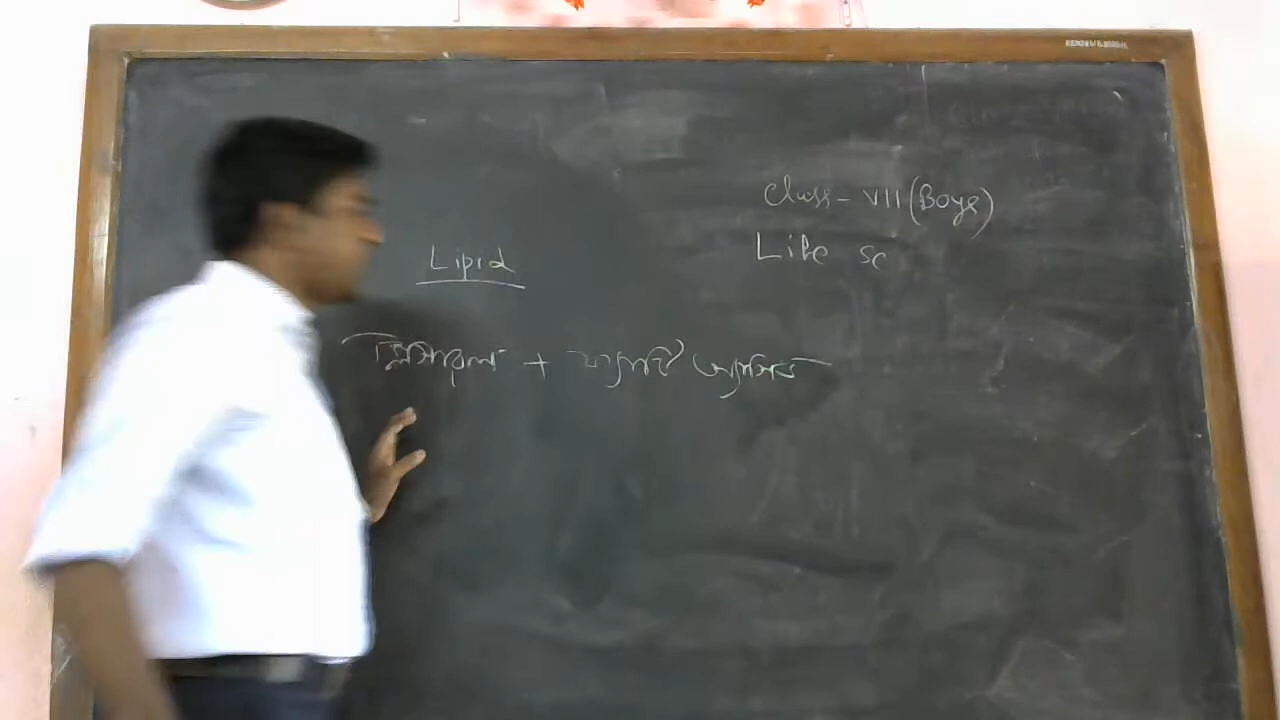 Class - VII (Boys)
Life Sc
Lipid
গ্লিসারল + ফ্যাটি অ্যাসিড